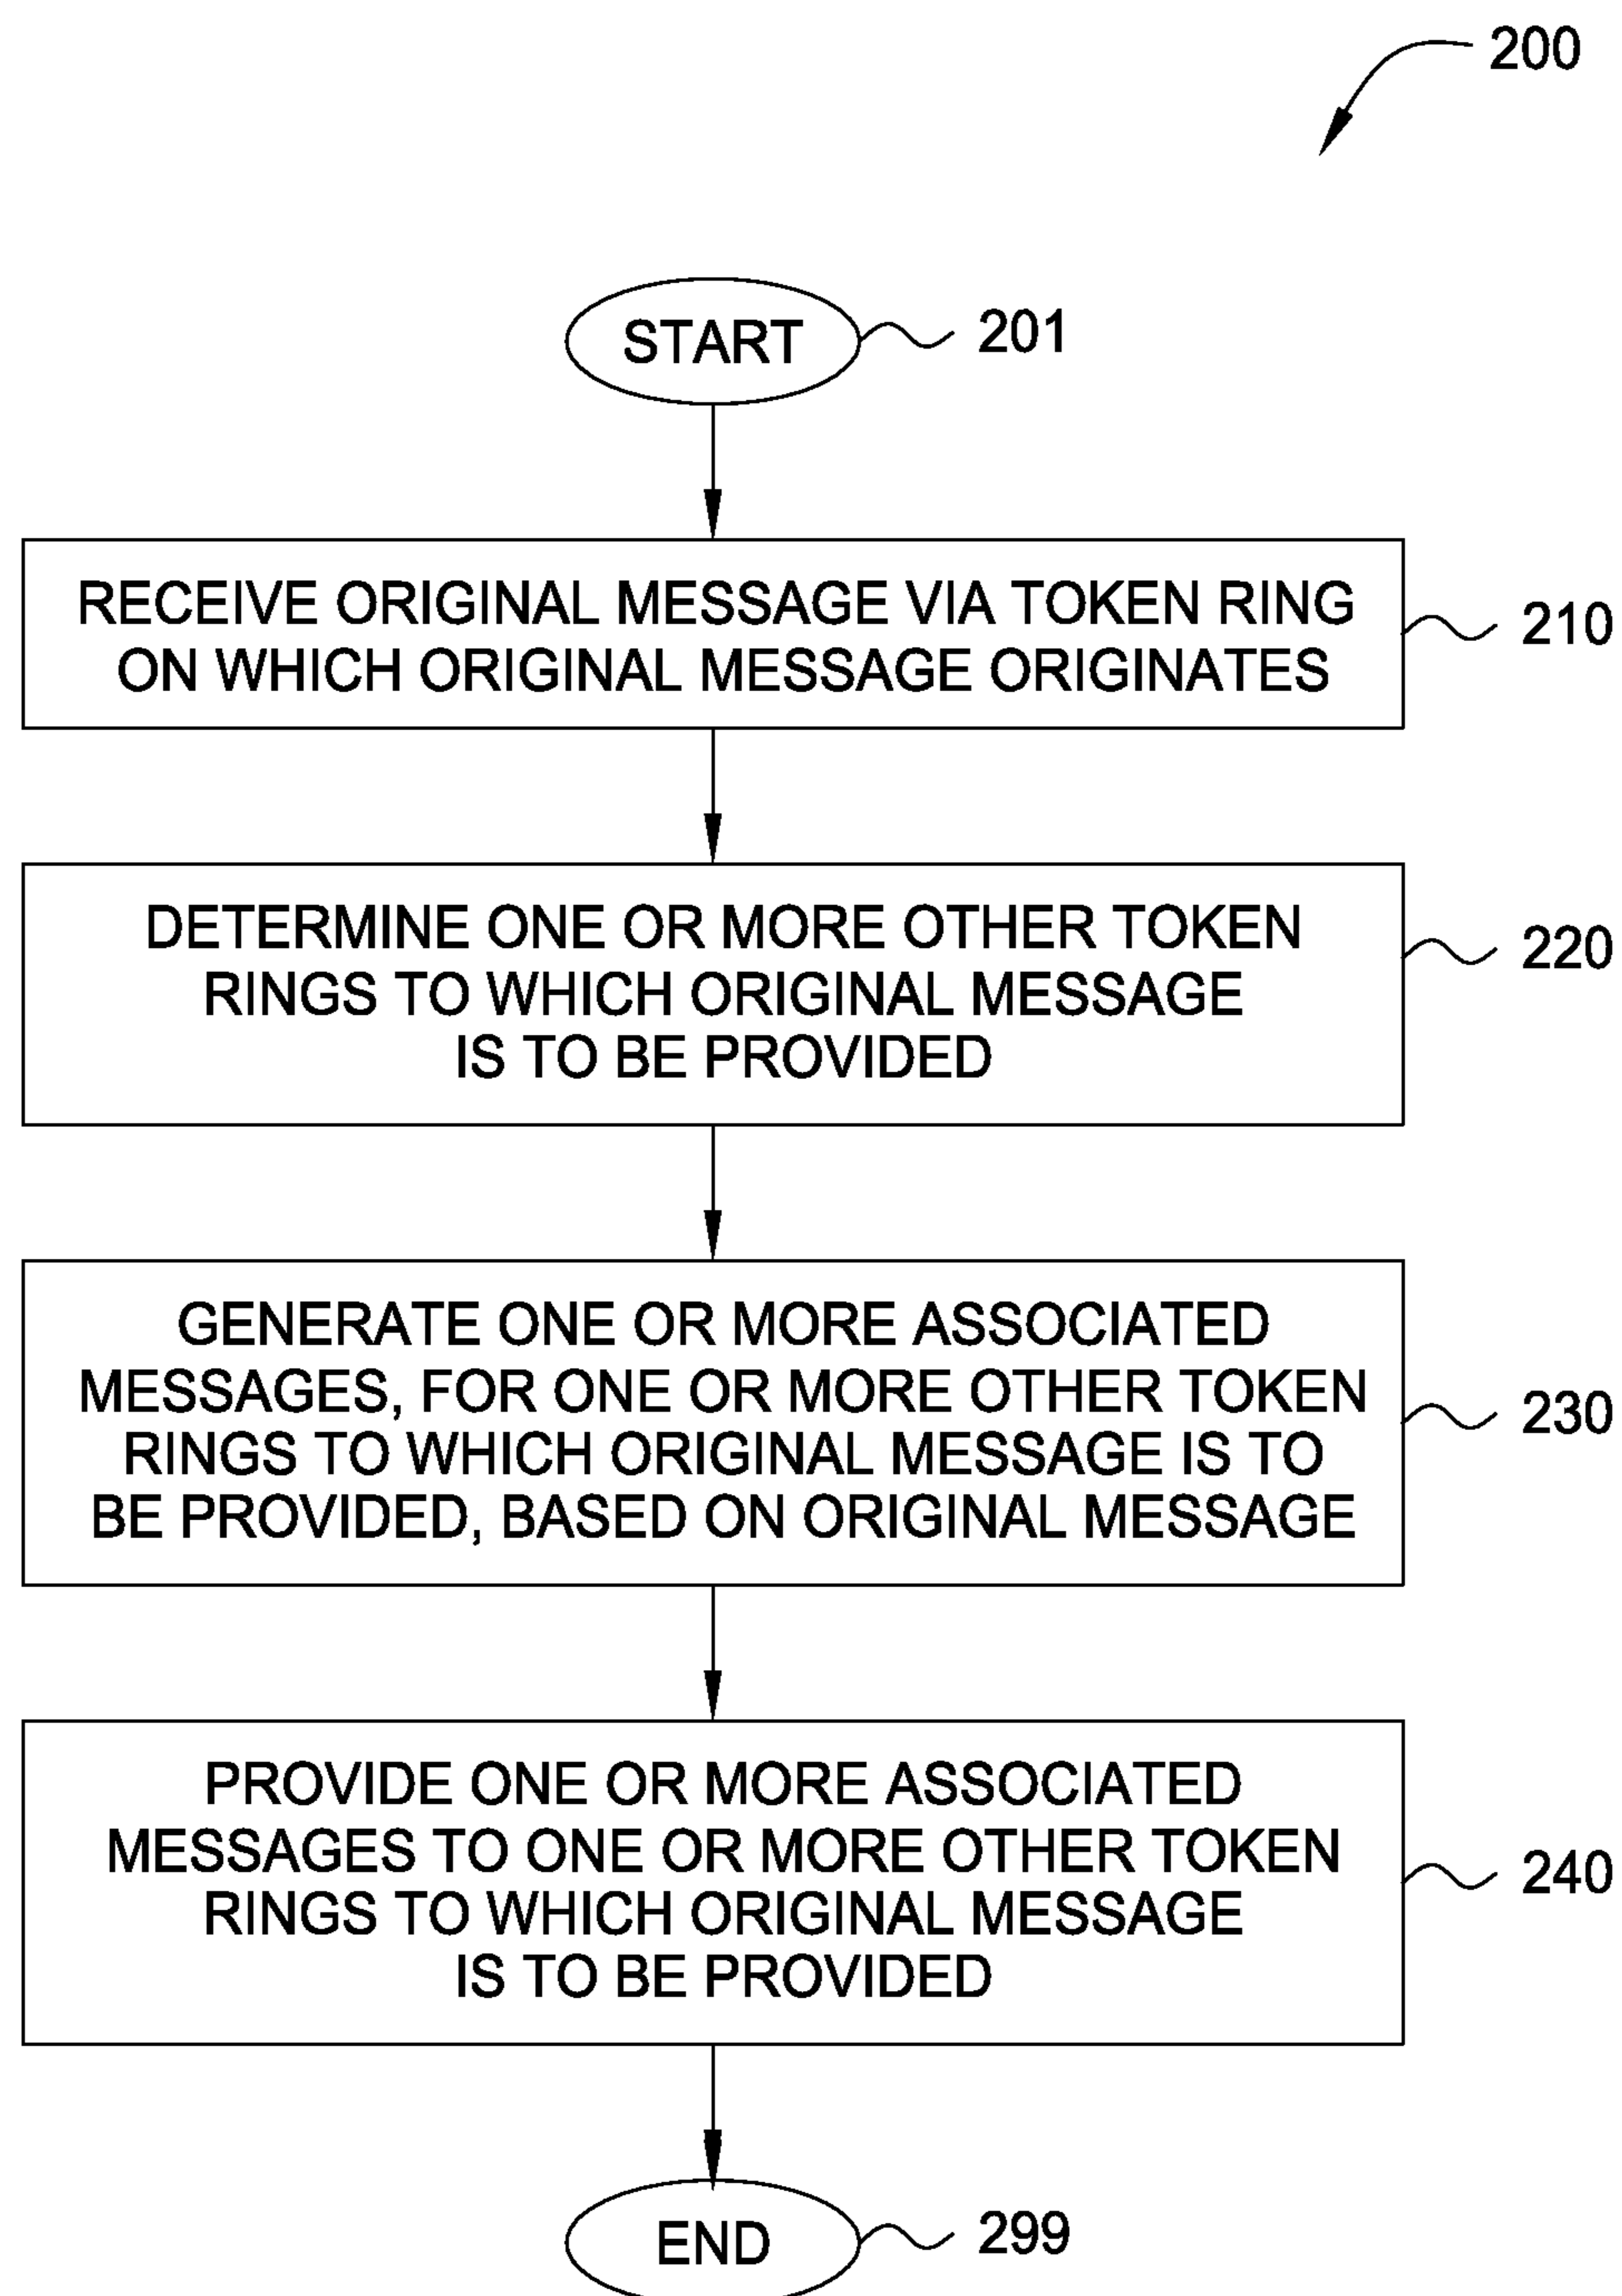 200
START
201
RECEIVE ORIGINAL MESSAGE VIA TOKEN RING
ON WHICH ORIGINAL MESSAGE ORIGINATES
210
DETERMINE ONE OR MORE OTHER TOKEN
RINGS TO WHICH ORIGINAL MESSAGE
IS TO BE PROVIDED
220
GENERATE ONE OR MORE ASSOCIATED
MESSAGES, FOR ONE OR MORE OTHER TOKEN
RINGS TO WHICH ORIGINAL MESSAGE IS TO
BE PROVIDED, BASED ON ORIGINAL MESSAGE
230
PROVIDE ONE OR MORE ASSOCIATED
MESSAGES TO ONE OR MORE OTHER TOKEN
RINGS TO WHICH ORIGINAL MESSAGE
IS TO BE PROVIDED
240
END
299